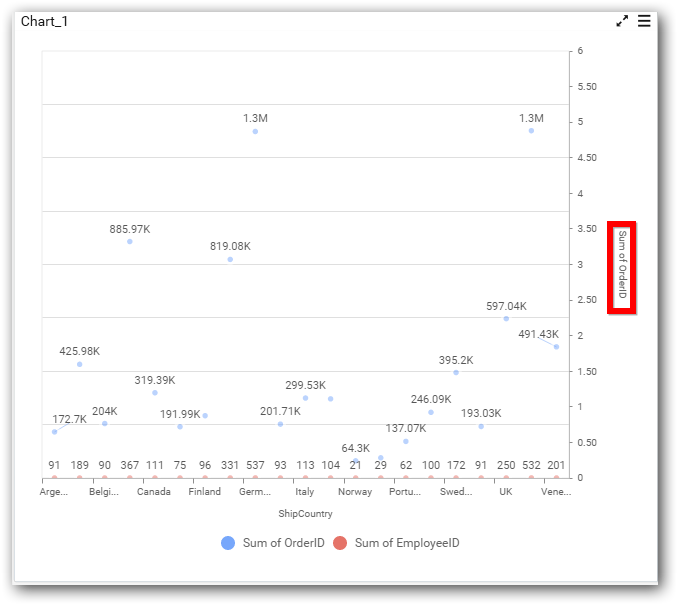 Chart_1
6
5.50
1.3M 1.3M
5
4.50
4
885.97K
3.50
819.08K
3
Sum of OrderID
2.50
597.04K
491.43K
2
425.98K
395.2K
1.50
319.39K
299.53K
246.09K
1
172.7K 204K 191.99K 201.71K 193.03K
137.07K
0.50
64.3K
91 189 90 367 111 75 96 331 537 93 113 104 21 29 62 100 172 91 250 532 201
0
Arge... Belgi... Canada Finland Germ... Italy Norway Portu... Swed... UK Vene...
ShipCountry
Sum of OrderID Sum of EmployeeID